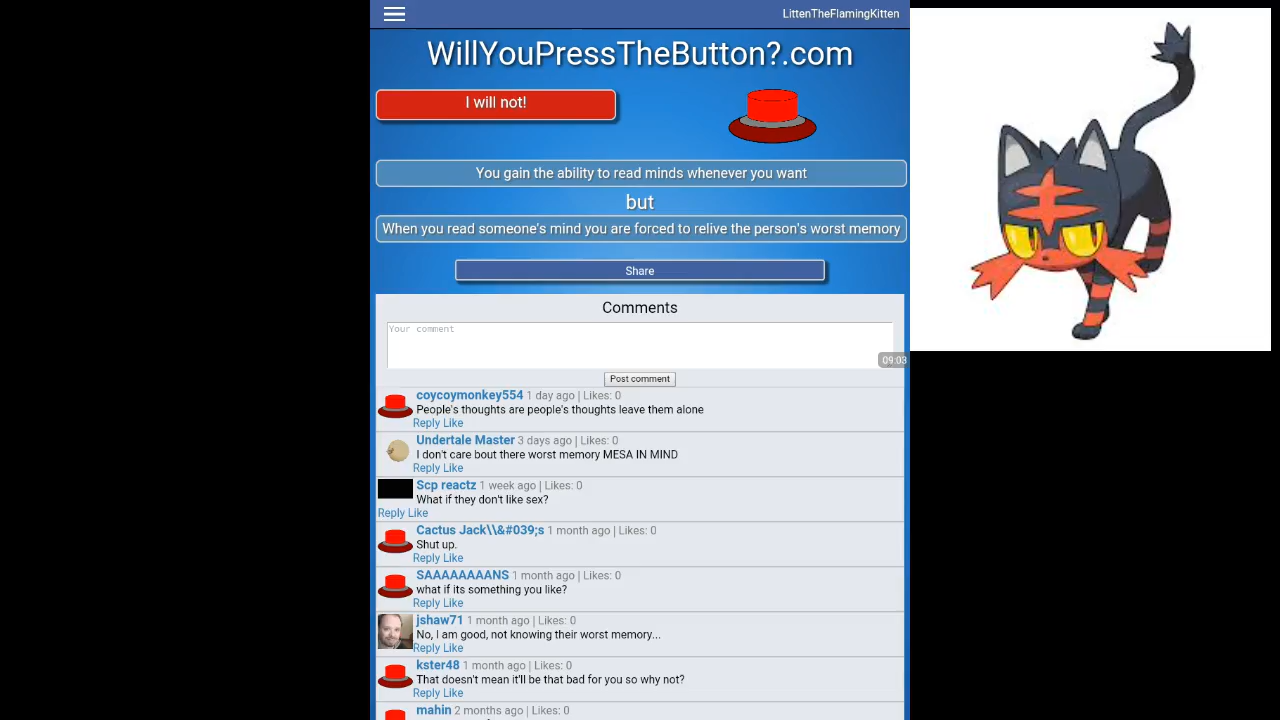 LittenTheFlamingKitten
WillYouPressTheButton?.com
I will not!
You gain the ability to read minds whenever you want
but
When you read someone's mind you are forced to relive the person's worst memory
Share
Comments
Your comment
09:03
Post comment
coycoymonkey554 1 day ago | Likes: 0
People's thoughts are people's thoughts leave them alone
Reply Like
Undertale Master 3 days ago | Likes: 0
I don't care bout there worst memory MESA IN MIND
Reply Like
Scp reactz 1 week ago | Likes: 0
What if they don't like sex?
Reply Like
Cactus Jack\\&#039;s 1 month ago | Likes: 0
Shut up.
Reply Like
SAAAAAAAANS 1 month ago | Likes: 0
what if its something you like?
Reply Like
jshaw71 1 month ago | Likes: 0
No, I am good, not knowing their worst memory...
Reply Like
kster48 1 month ago | Likes: 0
That doesn't mean it'll be that bad for you so why not?
Reply Like
mahin 2 months ago | Likes: 0